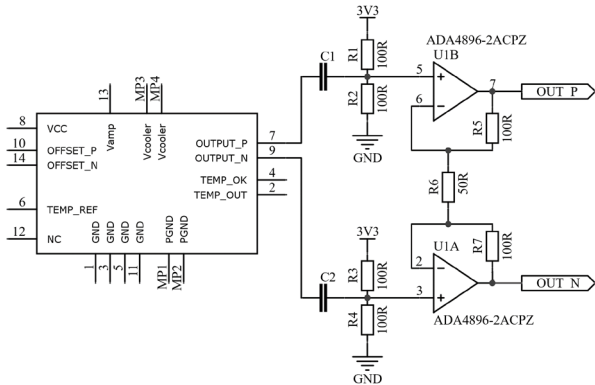 3V3
ADA4896-2ACPZ
U1B
C1
R1
100R
R2
100R
GND
5
6
7
OUT_P
R5
100R
R6
50R
13
MP3
MP4
Vamp
Vcooler
Vcooler
8
VCC
10
OFFSET_P
14
OFFSET_N
6
TEMP_REF
12
NC
OUTPUT_P
7
OUTPUT_N
9
TEMP_OK
4
TEMP_OUT
2
GND
GND
GND
GND
PGND
PGND
1
3
5
11
MP1
MP2
3V3
C2
R3
100R
R4
100R
GND
U1A
2
3
R7
100R
OUT_N
ADA4896-2ACPZ